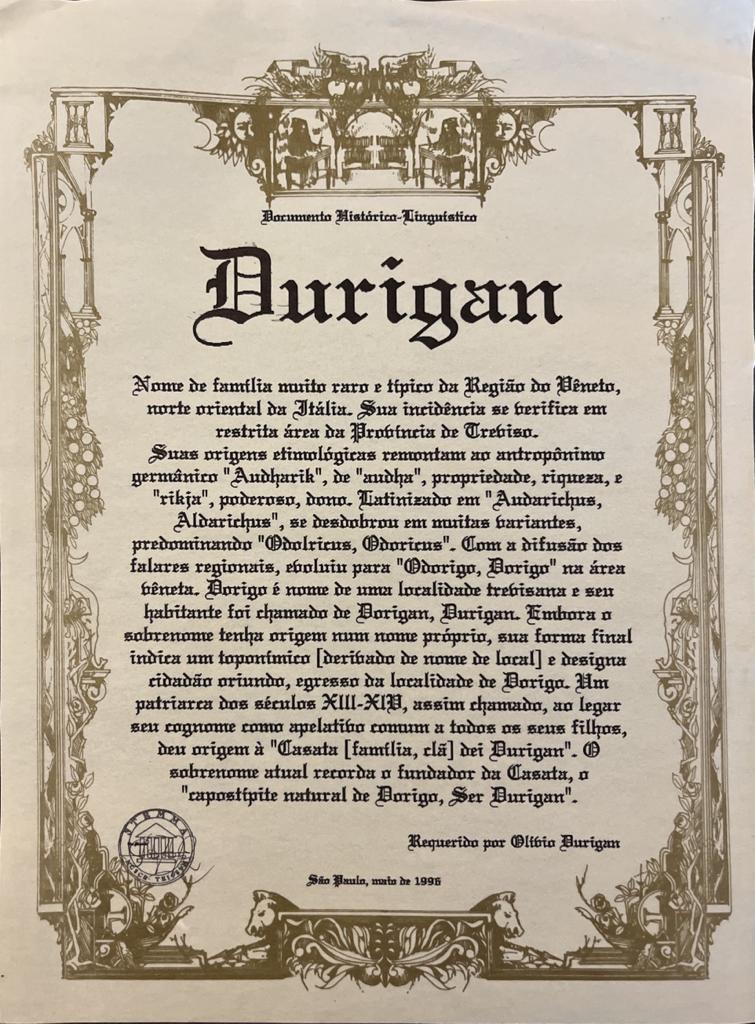 Documento Histórico-Linguístico
Durigan
Nome de família muito raro e típico da Região do Vêneto,
norte oriental da Itália. Sua incidência se verifica em
restrita área da Província de Treviso.
Suas origens etimológicas remontam ao antropônimo
germânico "Audharik", de "audha", propriedade, riqueza, e
"rikja", poderoso, dono. Latinizado em "Audarichus,
Aldarichus", se desdobrou em muitas variantes,
predominando "Odolricus, Odoricus". Com a difusão dos
falares regionais, evoluiu para "Odorigo, Dorigo" na área
vêneta. Dorigo é nome de uma localidade trevisana e seu
habitante foi chamado de Dorigan, Durigan. Embora o
sobrenome tenha origem num nome próprio, sua forma final
indica um toponímico [derivado de nome de local] e designa
cidadão oriundo, egresso da localidade de Dorigo. Um
patriarca dos séculos XIII-XIV, assim chamado, ao legar
seu cognome como apelativo comum a todos os seus filhos,
deu origem à "Casata [família, clã] dei Durigan". O
sobrenome atual recorda o fundador da Casata, o
"capostípite natural de Dorigo, Ser Durigan".
Requerido por Olívio Durigan
STEMMA
São Paulo, maio de 1996